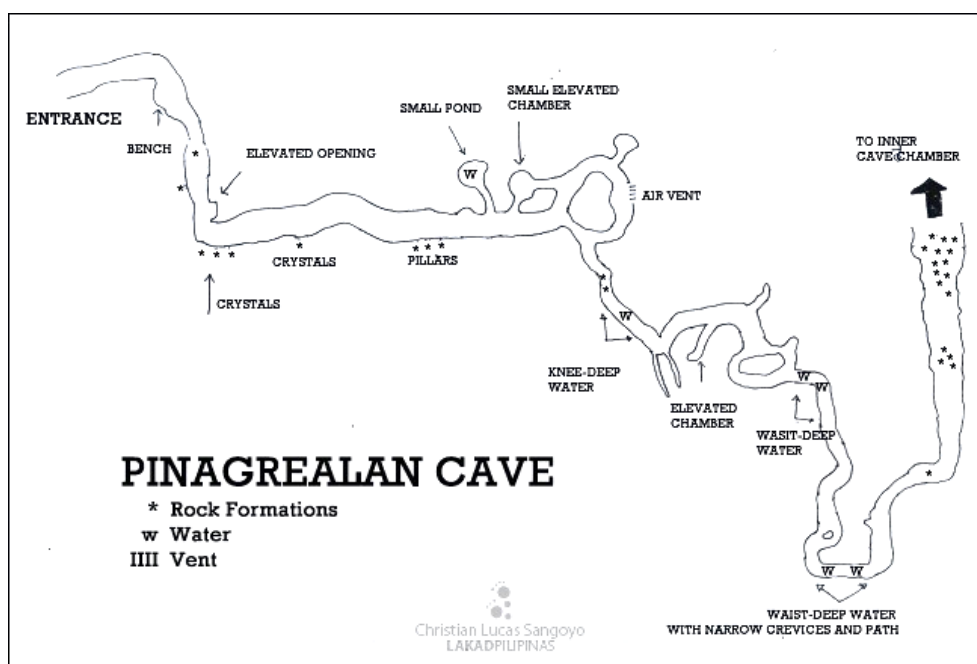 ENTRANCE
BENCH
ELEVATED OPENING
SMALL POND
SMALL ELEVATED
CHAMBER
W
AIR VENT
TO INNER
CAVE CHAMBER
CRYSTALS
PILLARS
CRYSTALS
W
KNEE-DEEP
WATER
ELEVATED
CHAMBER
W
W
WASIT-DEEP
WATER
PINAGREALAN CAVE
* Rock Formations
w Water
IIII Vent
W W
WAIST-DEEP WATER
WITH NARROW CREVICES AND PATH
Christian Lucas Sangoyo
LAKADPILIPINAS